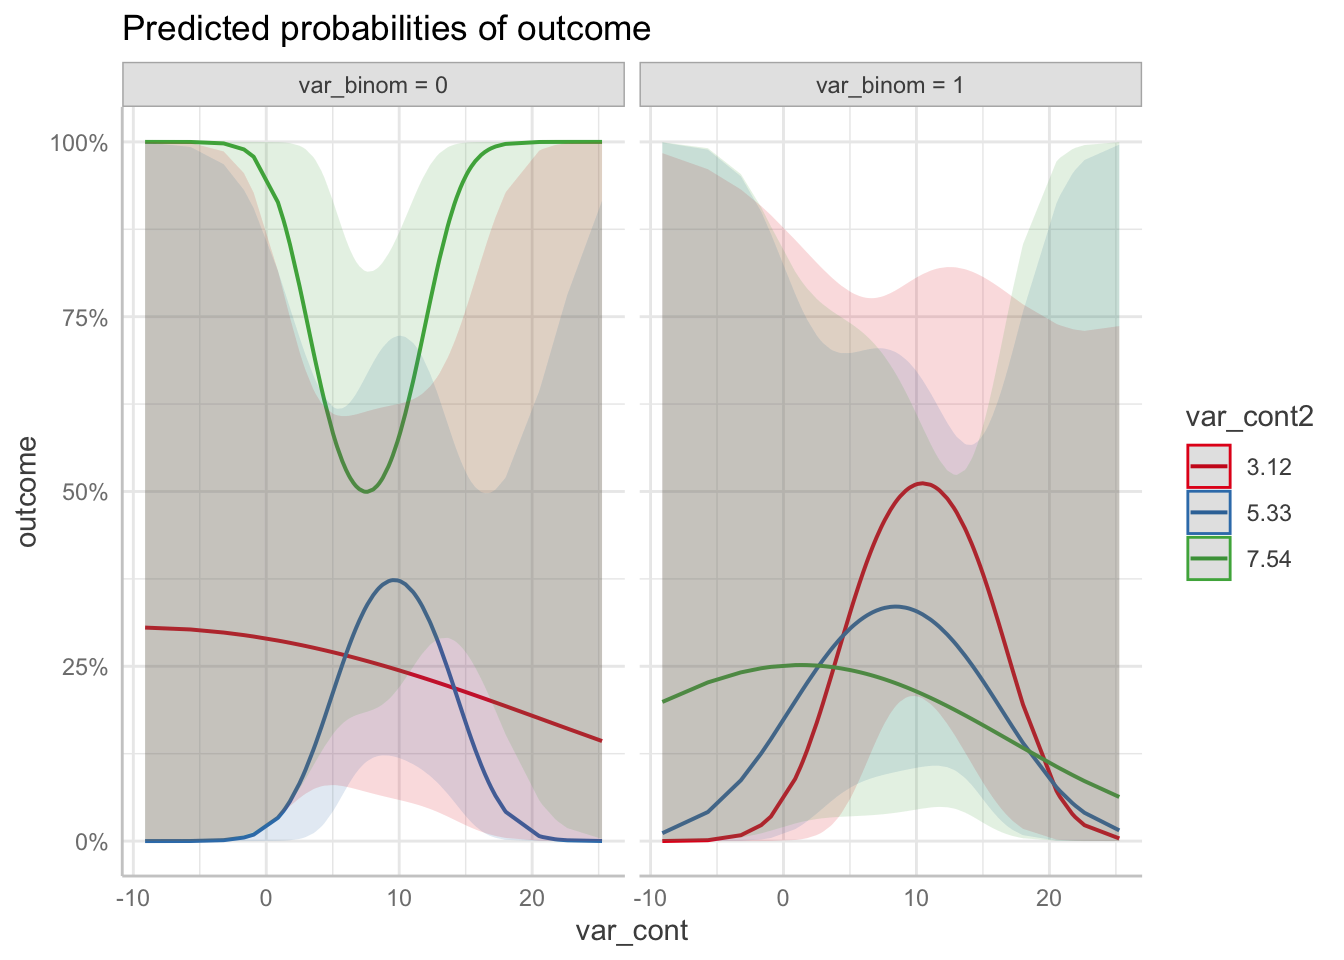 Predicted probabilities of outcome
var_binom = 0
var_binom = 1
100%
75%
50%
25%
0%
outcome
-10 0 10 20
-10 0 10 20
var_cont
var_cont2
3.12
5.33
7.54